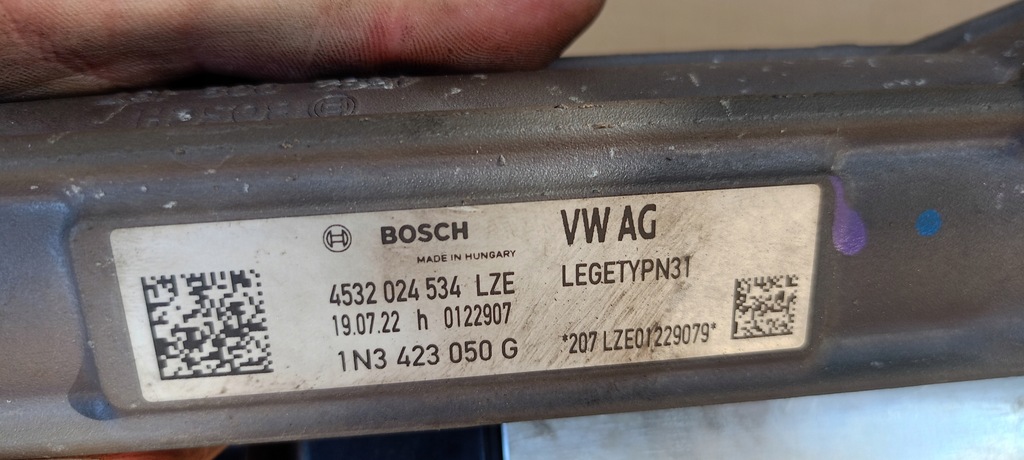 BOSCH
BOSCH
MADE IN HUNGARY
4532 024 534 LZE
19.07.22 h 0122907
1N3 423 050 G
VW AG
LEGETYPN31
*207 LZE01229079*